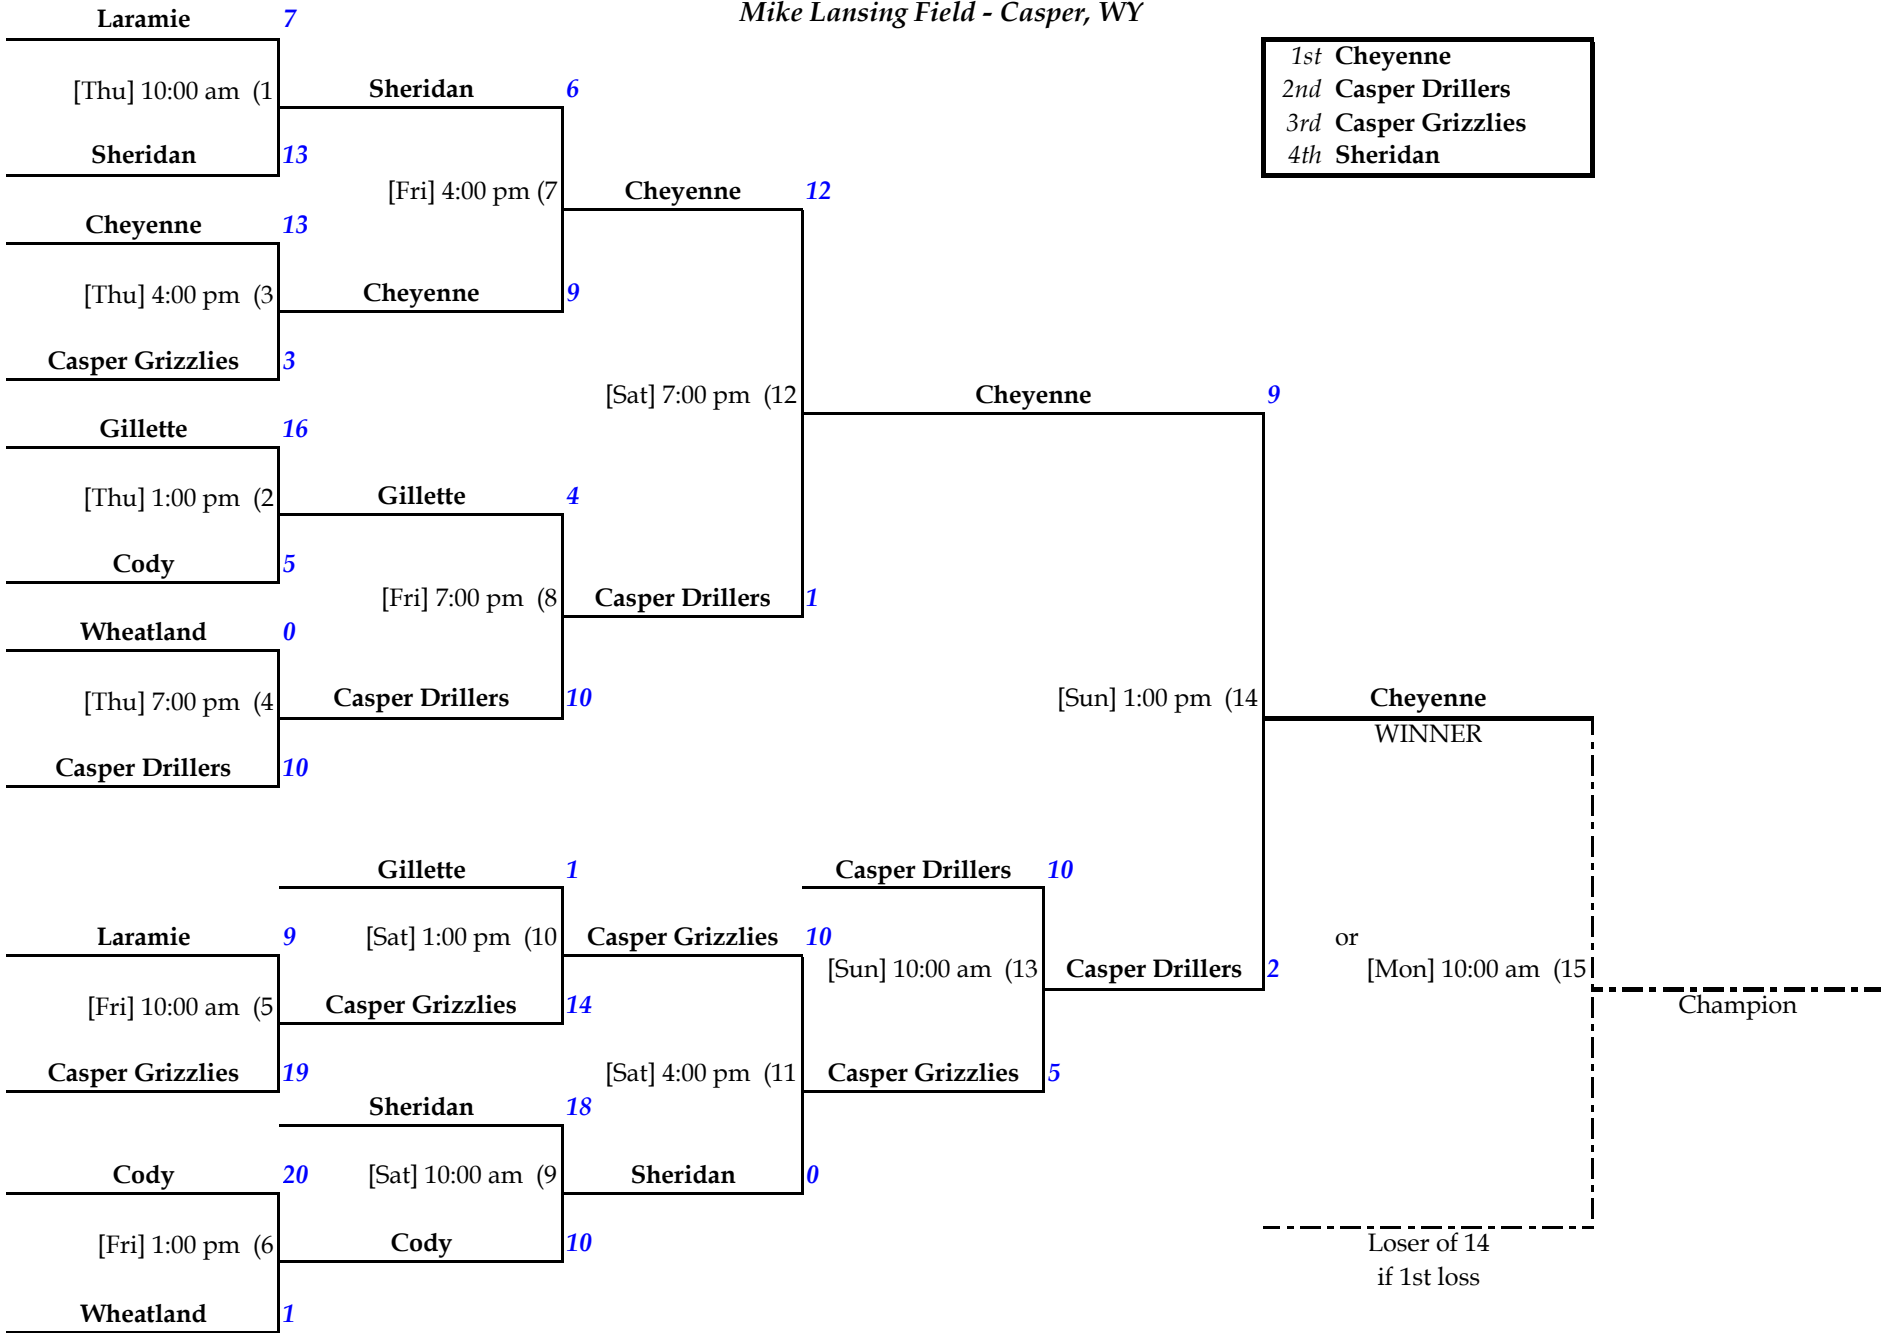 Mike Lansing Field - Casper, WY
Laramie 7
[Thu] 10:00 am (1
Sheridan 13
Sheridan 6
[Fri] 4:00 pm (7
Cheyenne 9
Cheyenne 13
[Thu] 4:00 pm (3
Casper Grizzlies 3
Cheyenne 12
[Sat] 7:00 pm (12
Casper Drillers 1
Gillette 16
[Thu] 1:00 pm (2
Cody 5
Gillette 4
[Fri] 7:00 pm (8
Casper Drillers 10
Wheatland 0
[Thu] 7:00 pm (4
Casper Drillers 10
1st Cheyenne
2nd Casper Drillers
3rd Casper Grizzlies
4th Sheridan
Cheyenne 9
[Sun] 1:00 pm (14
Casper Drillers 2
Cheyenne
WINNER
Gillette 1
[Sat] 1:00 pm (10
Casper Grizzlies 14
Laramie 9
[Fri] 10:00 am (5
Casper Grizzlies 19
Casper Grizzlies 10
[Sat] 4:00 pm (11
Sheridan 0
Casper Drillers 10
[Sun] 10:00 am (13
Casper Grizzlies 5
Sheridan 18
[Sat] 10:00 am (9
Cody 10
Cody 20
[Fri] 1:00 pm (6
Wheatland 1
or
[Mon] 10:00 am (15
Champion
Loser of 14
if 1st loss